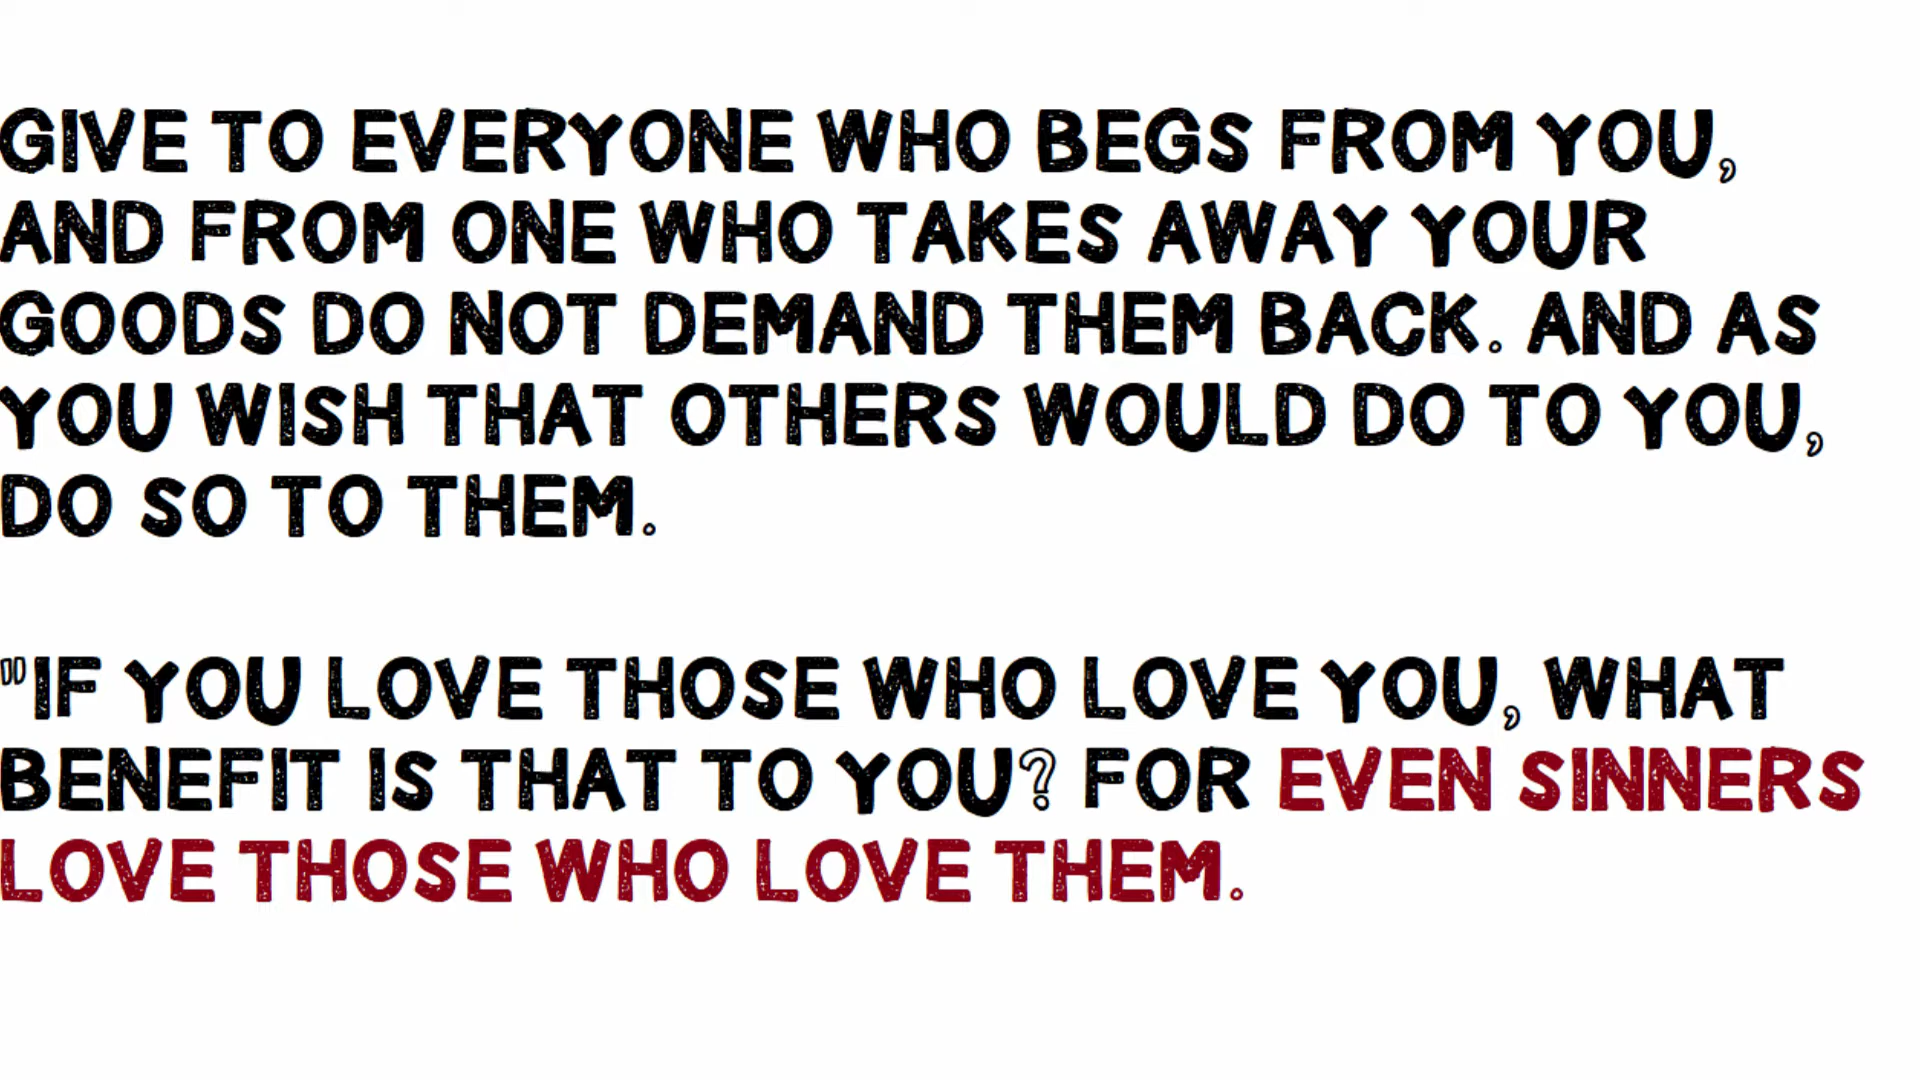 GIVE TO EVERYONE WHO BEGS FROM YOU,
AND FROM ONE WHO TAKES AWAY YOUR
GOODS DO NOT DEMAND THEM BACK. AND AS
YOU WISH THAT OTHERS WOULD DO TO YOU,
DO SO TO THEM.
"IF YOU LOVE THOSE WHO LOVE YOU, WHAT
BENEFIT IS THAT TO YOU? FOR EVEN SINNERS
LOVE THOSE WHO LOVE THEM.